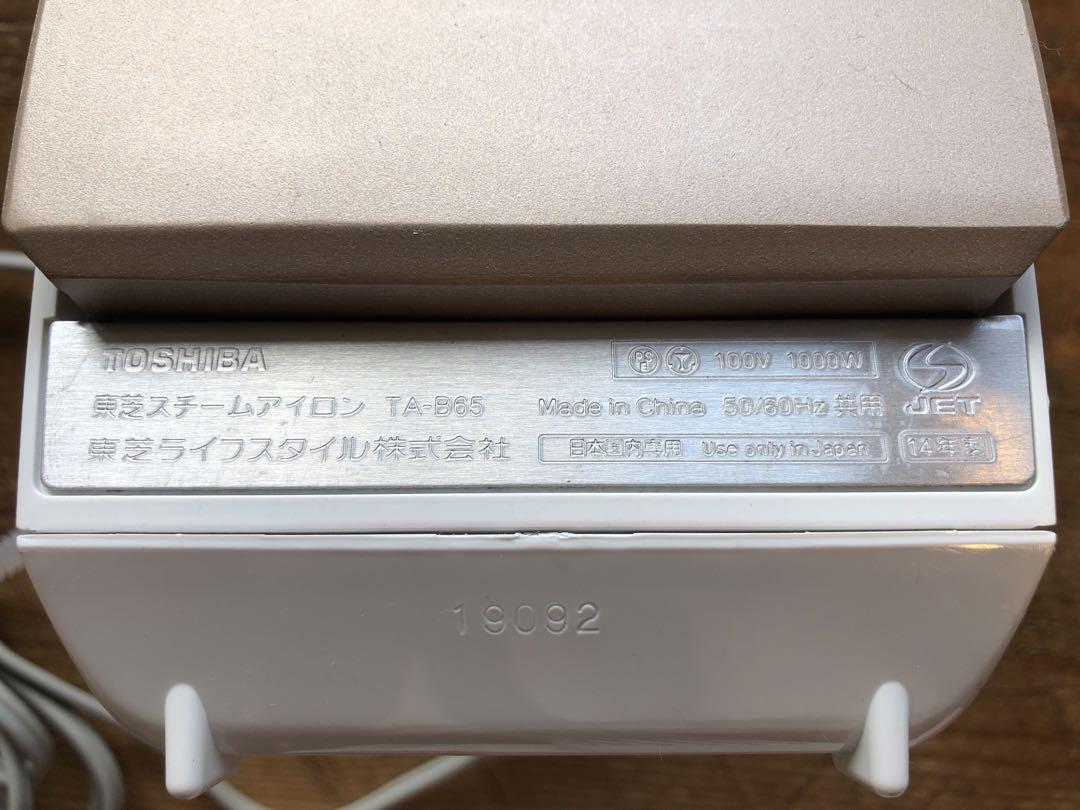 TOSHIBA
PS E 100V 1000W
東芝スチームアイロン TA-B65 Made in China 50/60Hz 共用
JET
東芝ライフスタイル株式会社 日本国内専用 Use only in Japan 14年製
19092